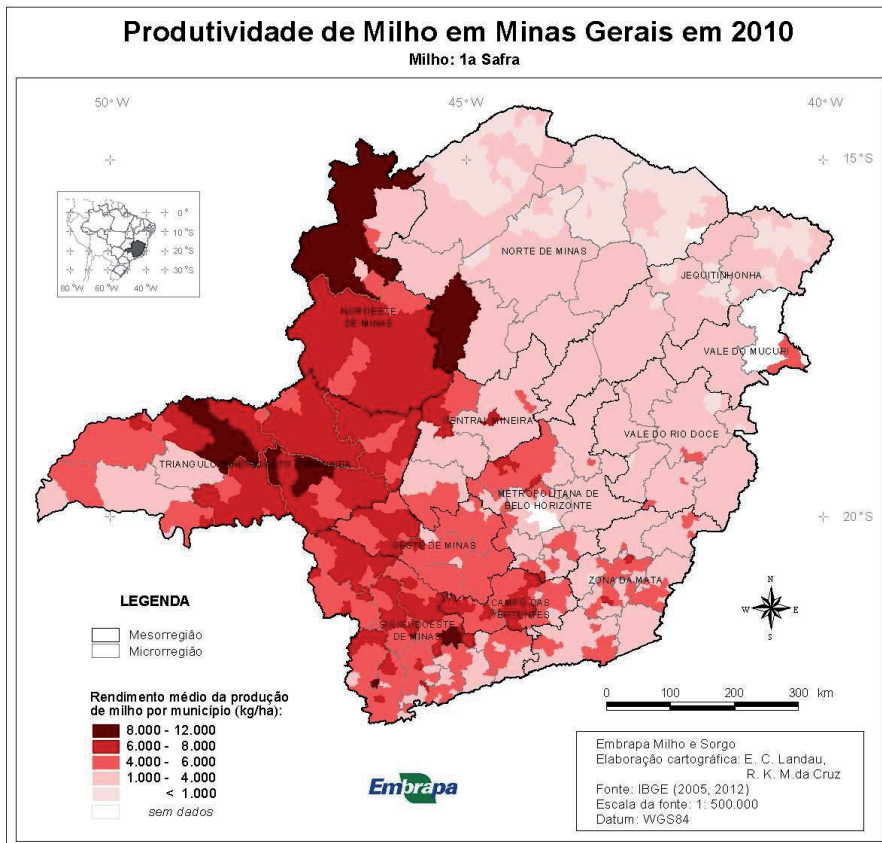 Produtividade de Milho em Minas Gerais em 2010
Milho: 1a Safra
50° W
45° W
40° W
15° S
0°
10° S
20° S
30° S
80 °W
60° W
40° W
NORTE DE MINAS
JEQUITINHONHA
NOROESTE
DE MINAS
VALE DO MUCURI
CENTRAL MINEIRA
VALE DO RIO DOCE
METROPOLITANA DE
BELO HORIZONTE
20° S
OESTE DE MINAS
ZONA DA MATA
CAMPO DAS
VERTENTES
SUL/SUDOESTE
DE MINAS
N
W
E
S
LEGENDA
Mesorregião
Microrregião
Rendimento médio da produção
de milho por município (kg/ha):
8.000 - 12.000
6.000 - 8.000
4.000 - 6.000
1.000 - 4.000
< 1.000
sem dados
0 100 200 300 km
Embrapa
Embrapa Milho e Sorgo
Elaboração cartográfica: E. C. Landau,
R. K. M. da Cruz
Fonte: IBGE (2005, 2012)
Escala da fonte: 1: 500.000
Datum: WGS84